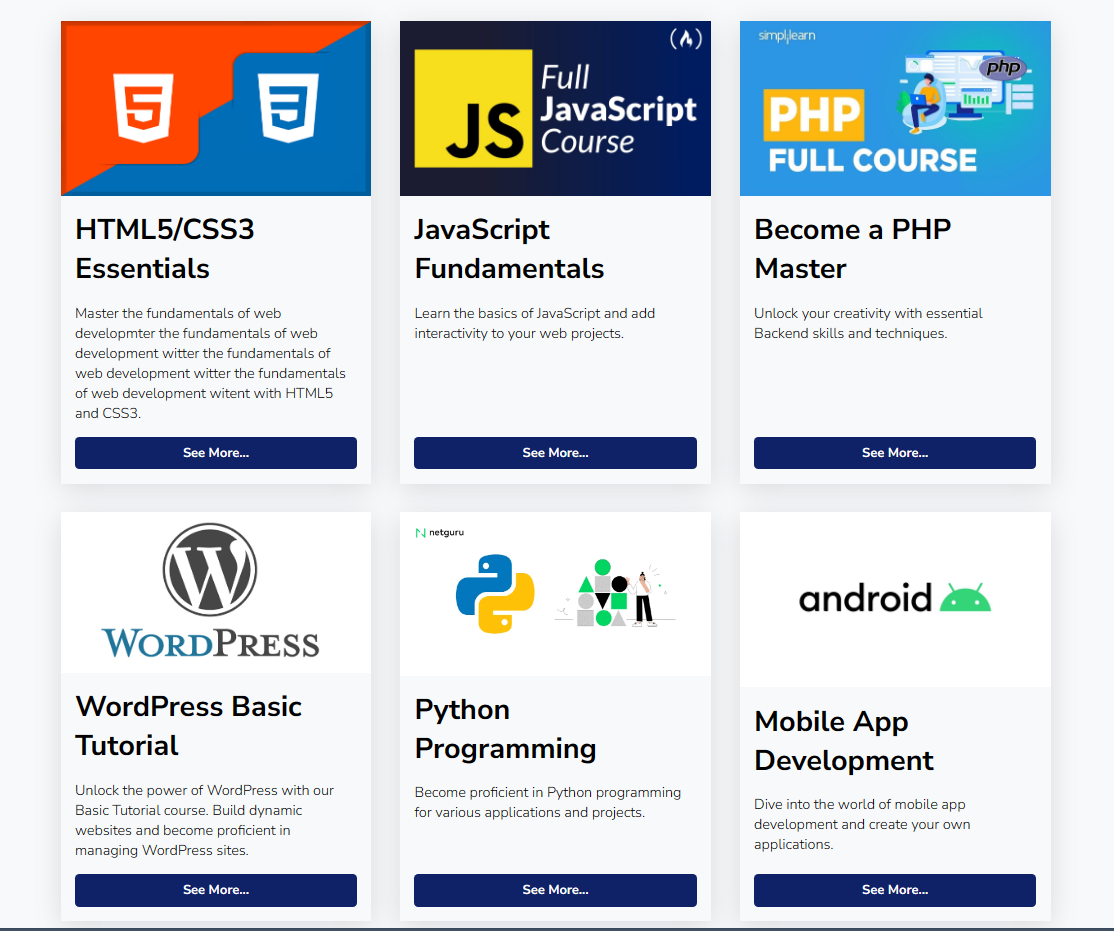 5
3
JS
Full
JavaScript
Course
simplilearn
php
PHP
FULL COURSE
HTML5/CSS3
Essentials
Master the fundamentals of web
developmter the fundamentals of web
development witter the fundamentals of
web development witter the fundamentals
of web development witent with HTML5
and CSS3.
See More...
JavaScript
Fundamentals
Learn the basics of JavaScript and add
interactivity to your web projects.
See More...
Become a PHP
Master
Unlock your creativity with essential
Backend skills and techniques.
See More...
W
WORDPRESS
WordPress Basic
Tutorial
Unlock the power of WordPress with our
Basic Tutorial course. Build dynamic
websites and become proficient in
managing WordPress sites.
See More...
netguru
Python
Programming
Become proficient in Python programming
for various applications and projects.
See More...
android
Mobile App
Development
Dive into the world of mobile app
development and create your own
applications.
See More...